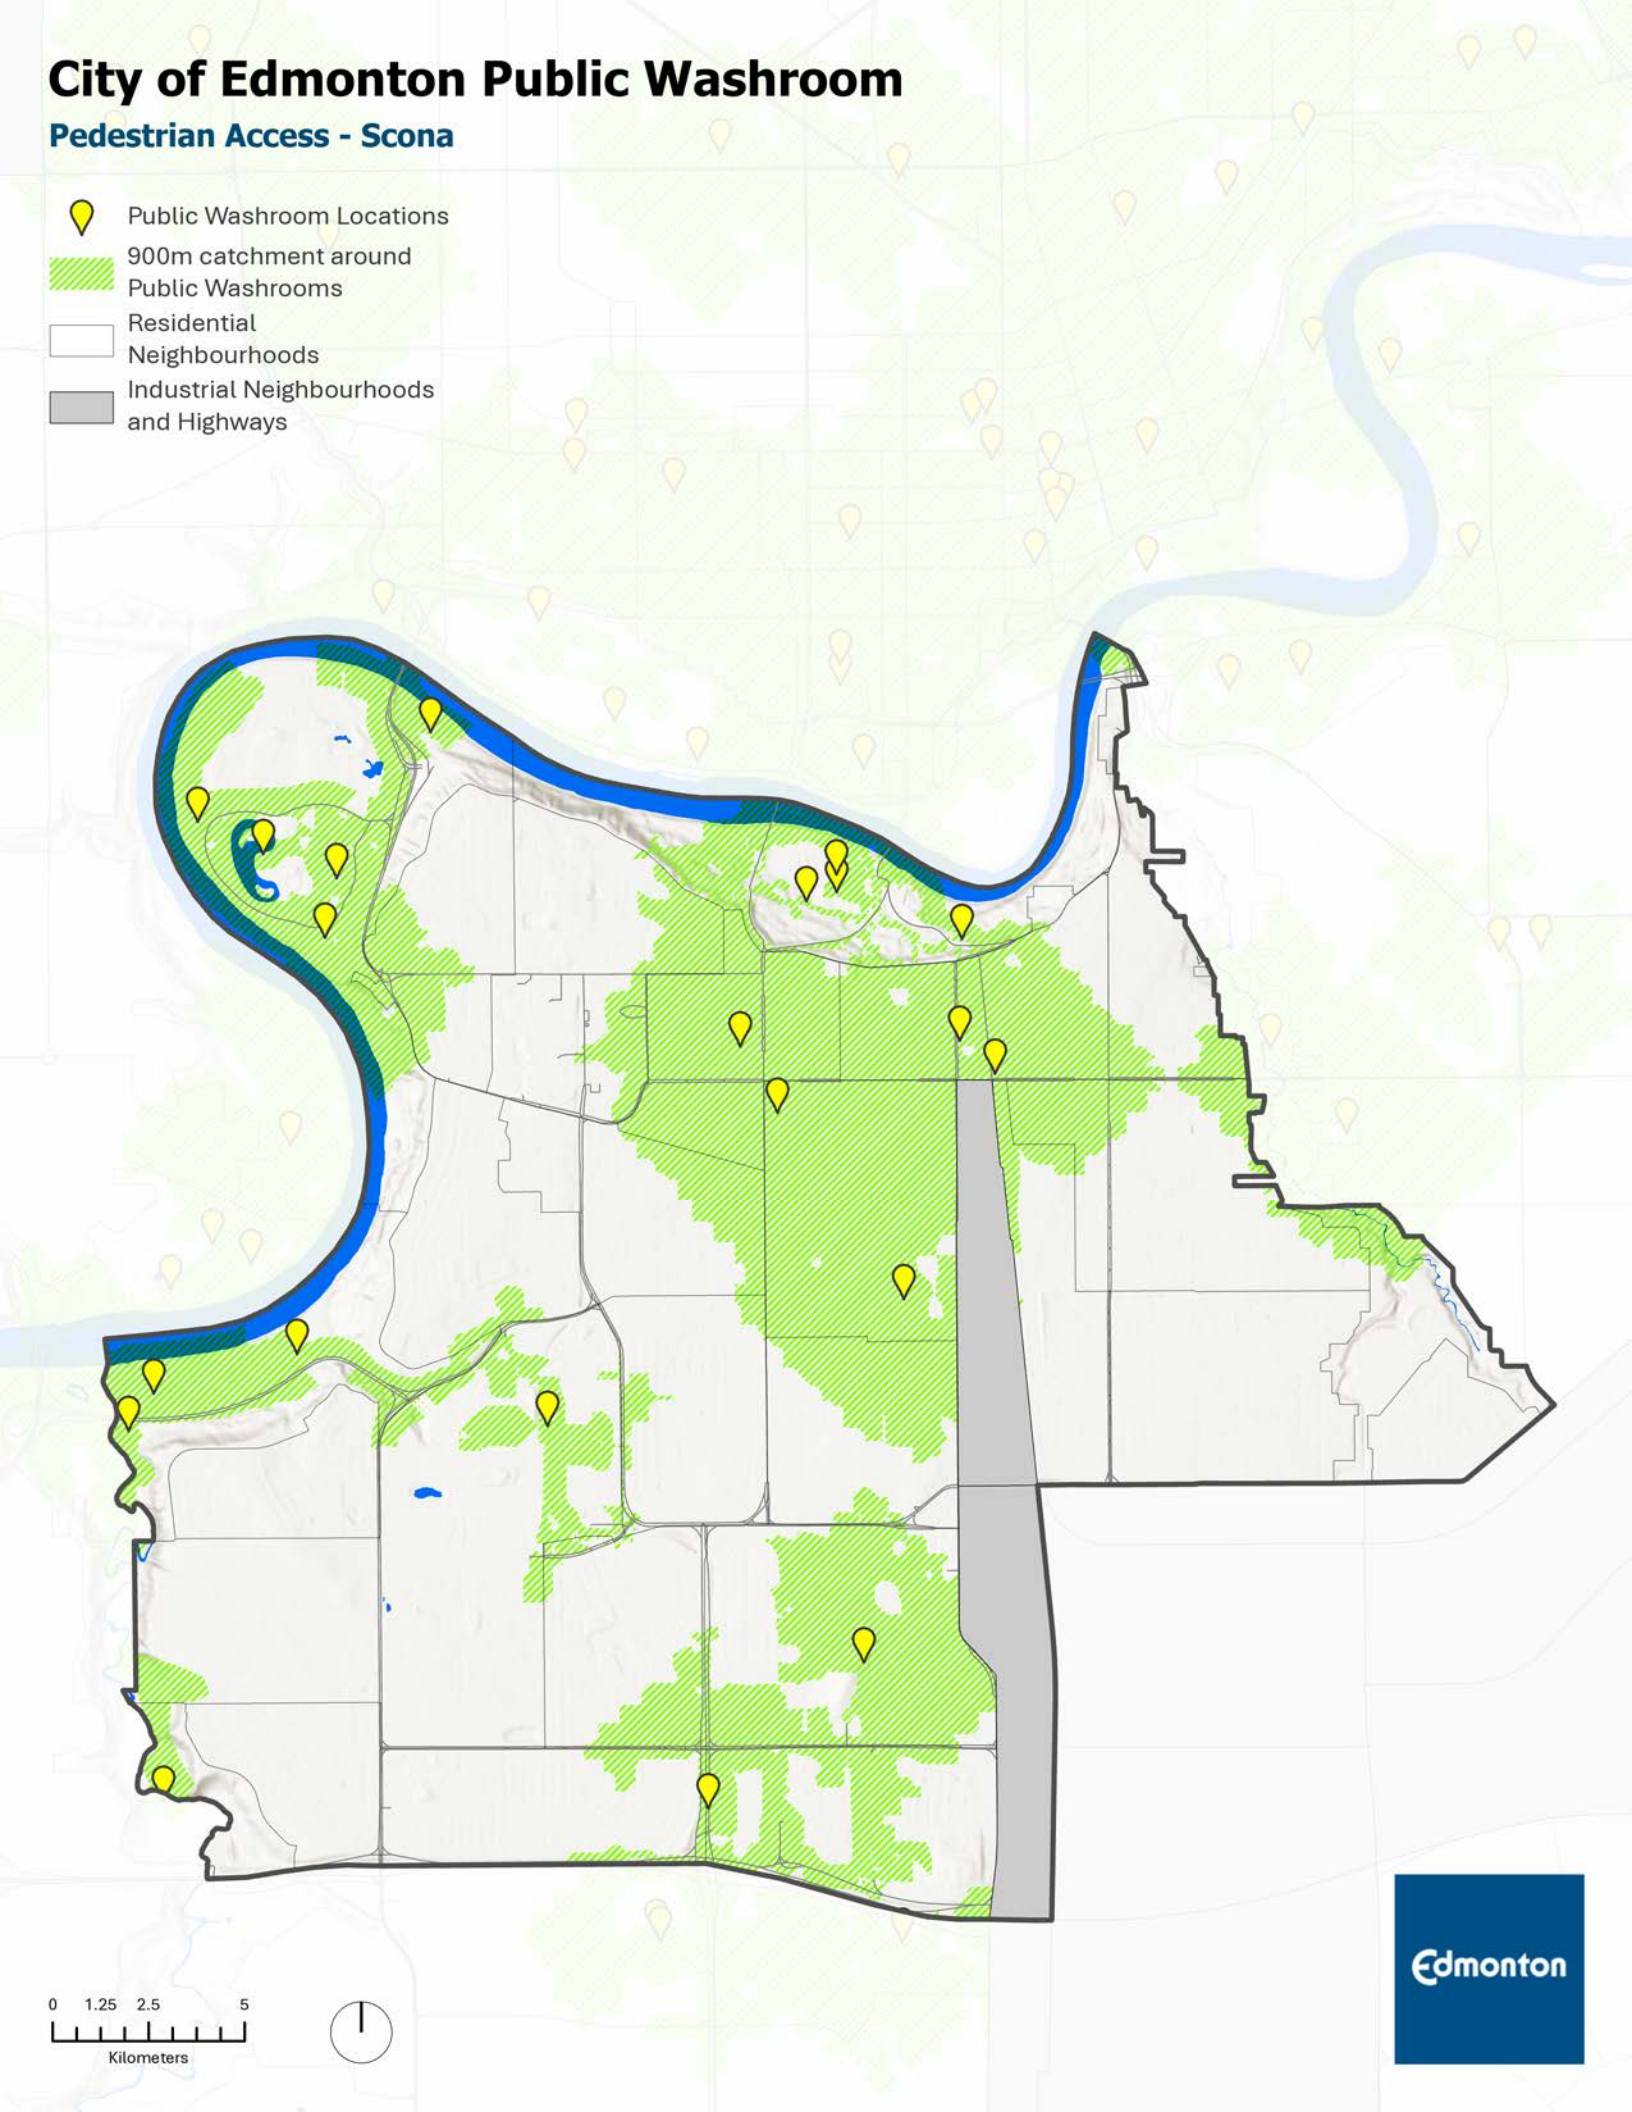 City of Edmonton Public Washroom
Pedestrian Access - Scona
Public Washroom Locations
900m catchment around
Public Washrooms
Residential
Neighbourhoods
Industrial Neighbourhoods
and Highways
0 1.25 2.5 5
Kilometers
Edmonton